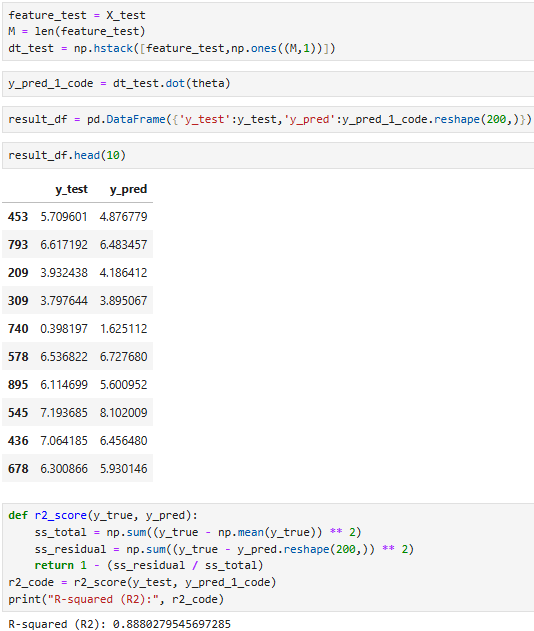 feature_test = X_test
M = len(feature_test)
dt_test = np.hstack([feature_test,np.ones((M,1))])
y_pred_1_code = dt_test.dot(theta)
result_df = pd.DataFrame({'y_test':y_test,'y_pred':y_pred_1_code.reshape(200,)})
result_df.head(10)
y_test y_pred
453 5.709601 4.876779
793 6.617192 6.483457
209 3.932438 4.186412
309 3.797644 3.895067
740 0.398197 1.625112
578 6.536822 6.727680
895 6.114699 5.600952
545 7.193685 8.102009
436 7.064185 6.456480
678 6.300866 5.930146
def r2_score(y_true, y_pred):
    ss_total = np.sum((y_true - np.mean(y_true)) ** 2)
    ss_residual = np.sum((y_true - y_pred.reshape(200,)) ** 2)
    return 1 - (ss_residual / ss_total)
r2_code = r2_score(y_test, y_pred_1_code)
print("R-squared (R2):", r2_code)
R-squared (R2): 0.8880279545697285